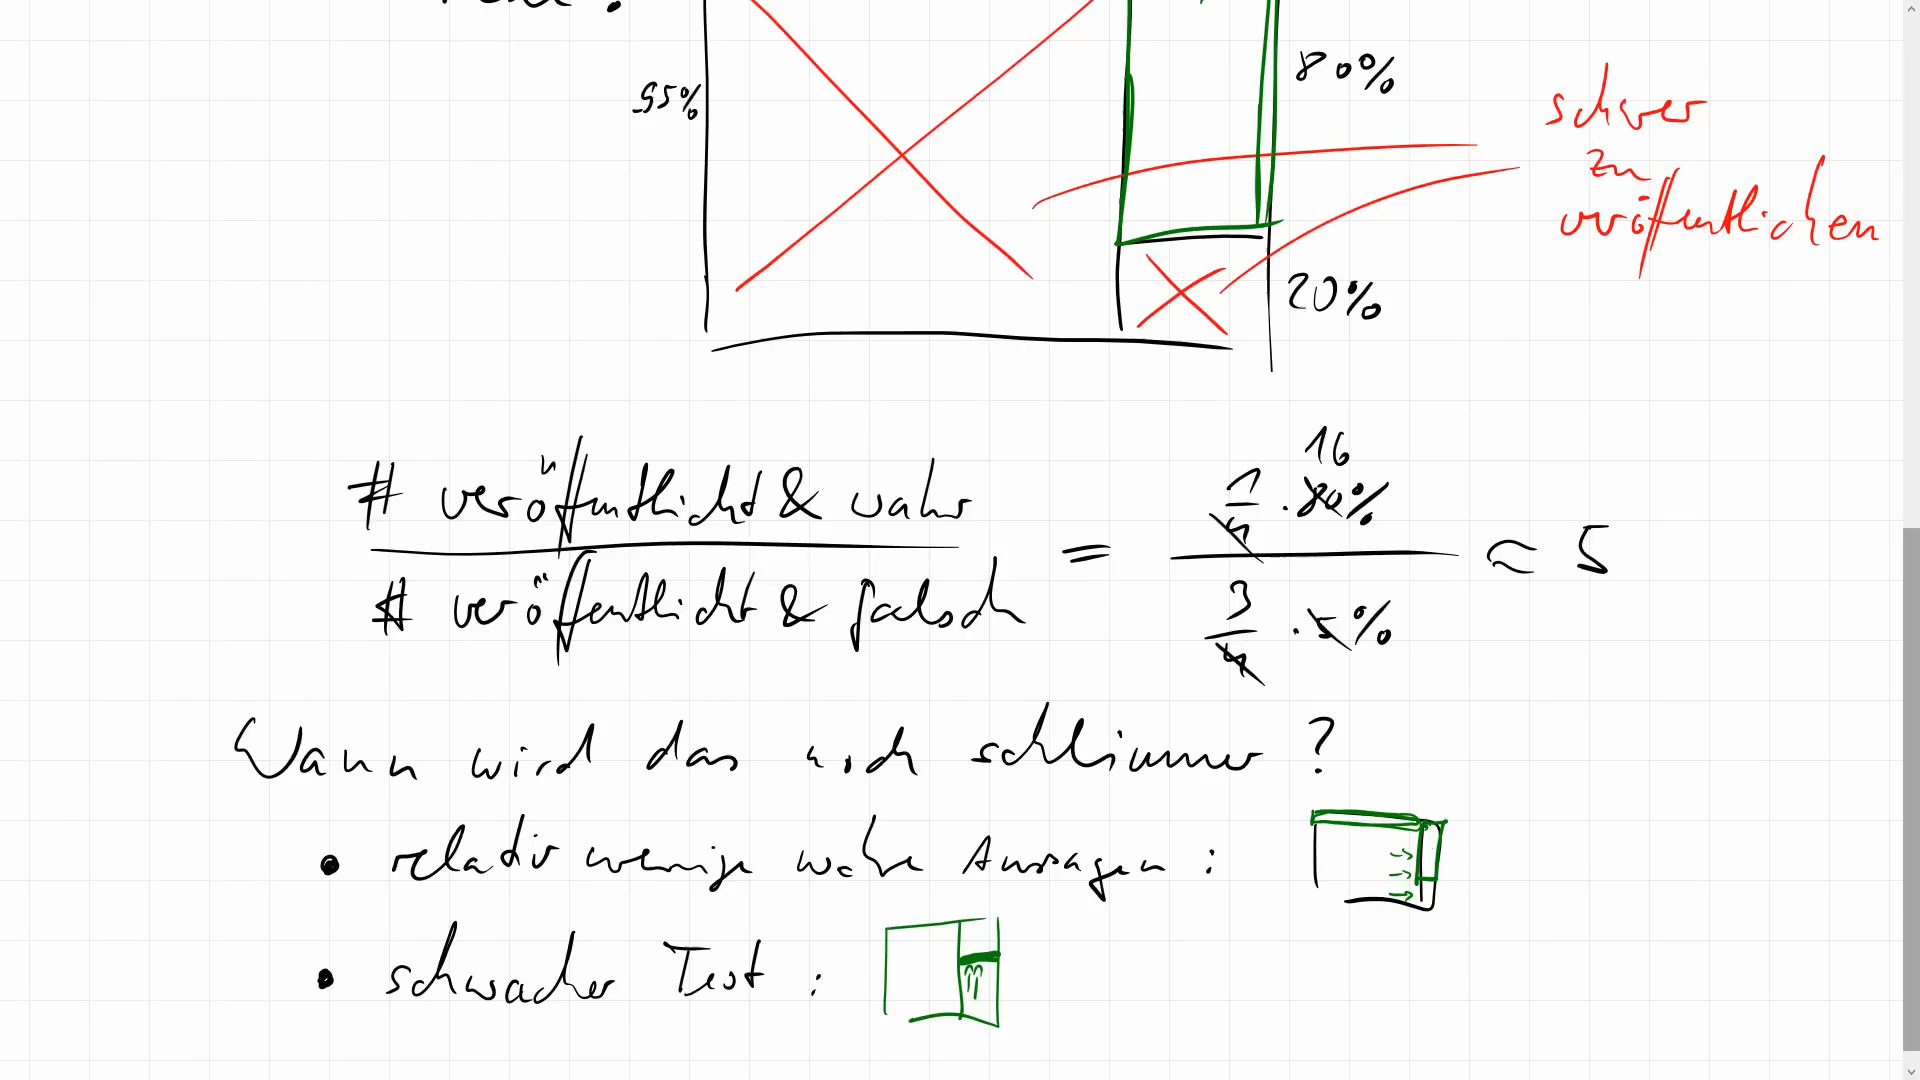 95%
80%
schwer
zu
veröffentlichen
20%
# veröffentlicht & wahr / # veröffentlicht & falsch = 1/4 · 80% 16 / 3/4 · 5% ≈ 5
Wann wird das noch schlimmer ?
• relativ wenige wahre Aussagen :
• schwacher Test :